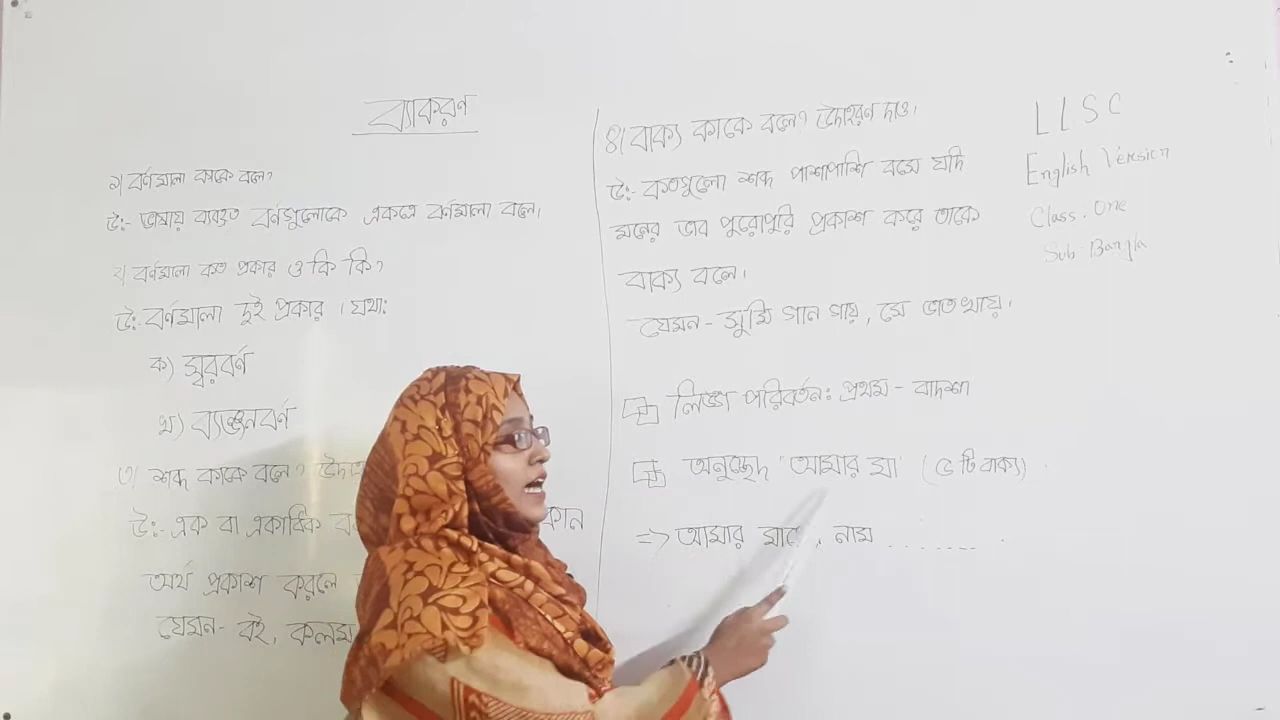 ব্যাকরণ
১) বর্ণমালা কাকে বলে?
উ:- ভাষায় ব্যবহৃত বর্ণগুলোকে একত্রে বর্ণমালা বলে।
২) বর্ণমালা কত প্রকার ও কি কি?
উ: বর্ণমালা দুই প্রকার। যথা:
ক) স্বরবর্ণ
খ) ব্যঞ্জনবর্ণ
৩) শব্দ কাকে বলে?
উ:- এক বা একাধিক
অর্থ প্রকাশ করলে
যেমন- বই, কলম
৪) বাক্য কাকে বলে? উদাহরণ দাও।
উ:- কতগুলো শব্দ পাশাপাশি বসে যদি
মনের ভাব পুরোপুরি প্রকাশ করে তাকে
বাক্য বলে।
যেমন- সুমি গান গায়, সে ভাত খায়।
লিঙ্গ পরিবর্তন: প্রথম - বাদশা
অনুচ্ছেদ 'আমার মা' (৫ টি বাক্য)
=> আমার নাম .......
LLSC
English Version
Class. One
Sub-Bangla